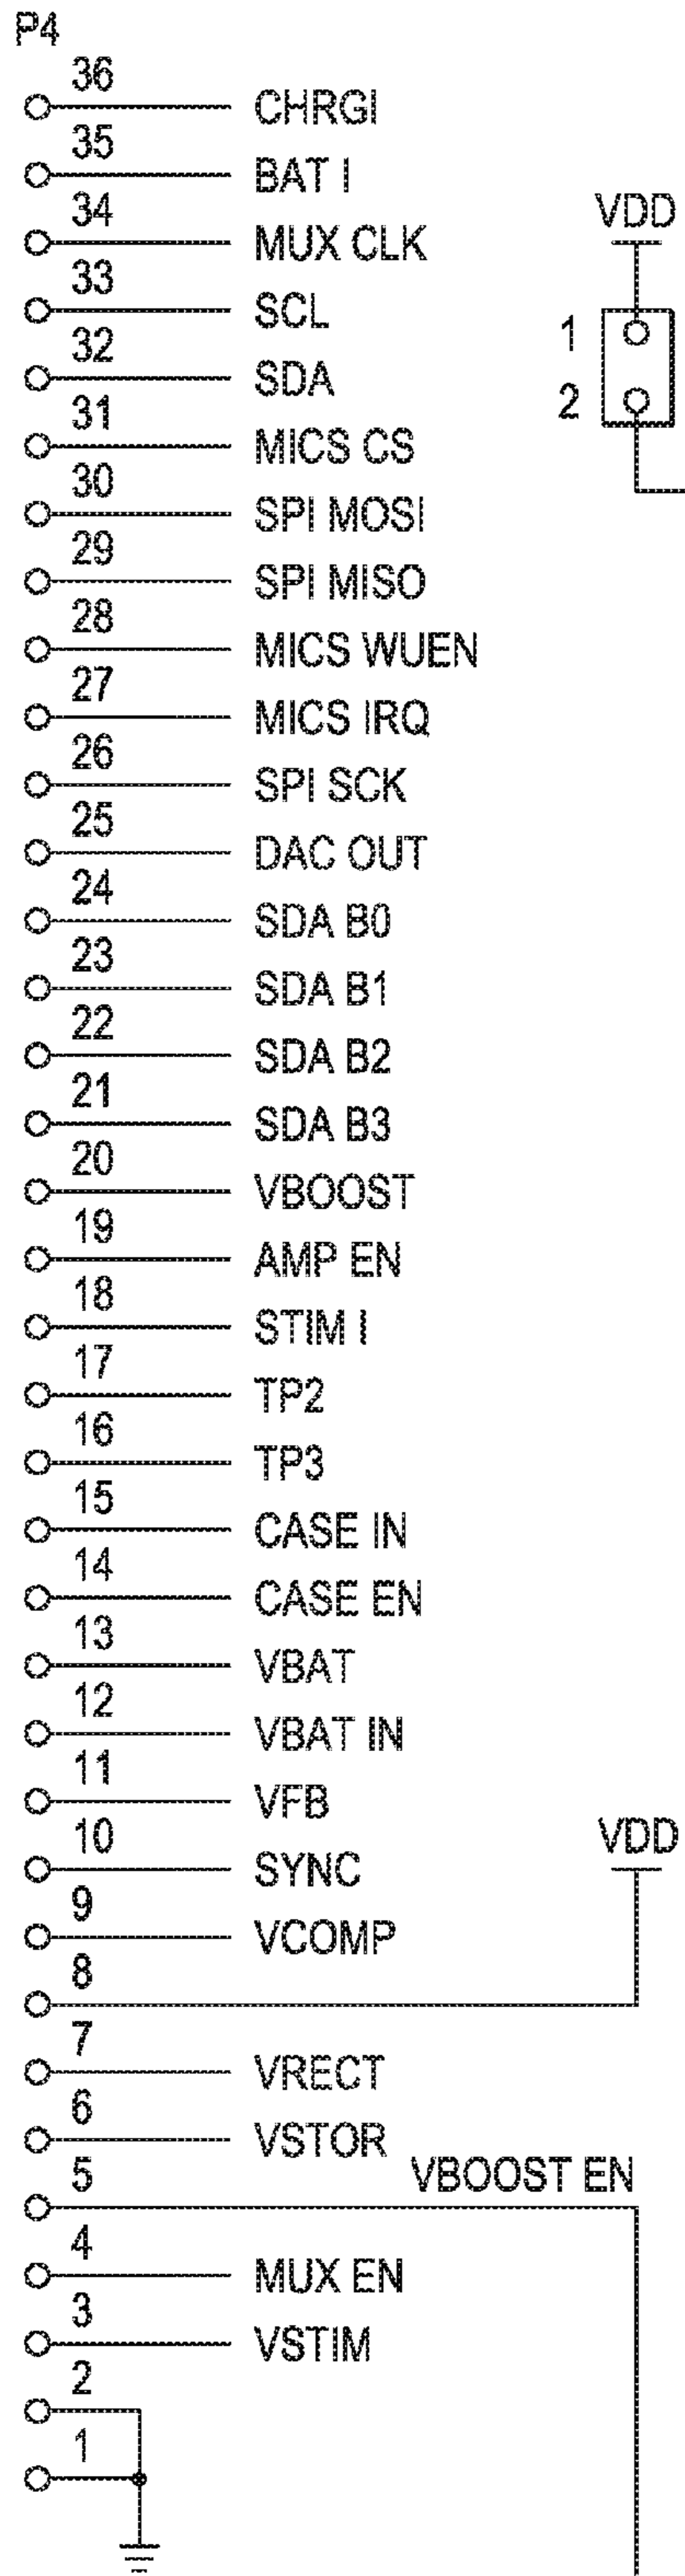 P4
36 CHRGI
35 BAT I
34 MUX CLK
VDD
33 SCL
1
32 SDA
2
31 MICS CS
30 SPI MOSI
29 SPI MISO
28 MICS WUEN
27 MICS IRQ
26 SPI SCK
25 DAC OUT
24 SDA B0
23 SDA B1
22 SDA B2
21 SDA B3
20 VBOOST
19 AMP EN
18 STIM I
17 TP2
16 TP3
15 CASE IN
14 CASE EN
13 VBAT
12 VBAT IN
11 VFB
10 SYNC
VDD
9 VCOMP
8
7 VRECT
6 VSTOR
5 VBOOST EN
4 MUX EN
3 VSTIM
2
1